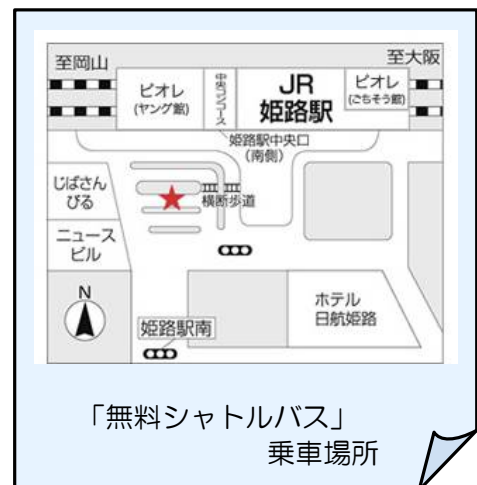 至岡山
至大阪
ピオレ
(ヤング館)
中央コンコース
JR
姫路駅
ピオレ
(ごちそう館)
姫路駅中央口
(南側)
じばさん
びる
横断歩道
ニュース
ビル
N
姫路駅南
ホテル
日航姫路
「無料シャトルバス」
乗車場所